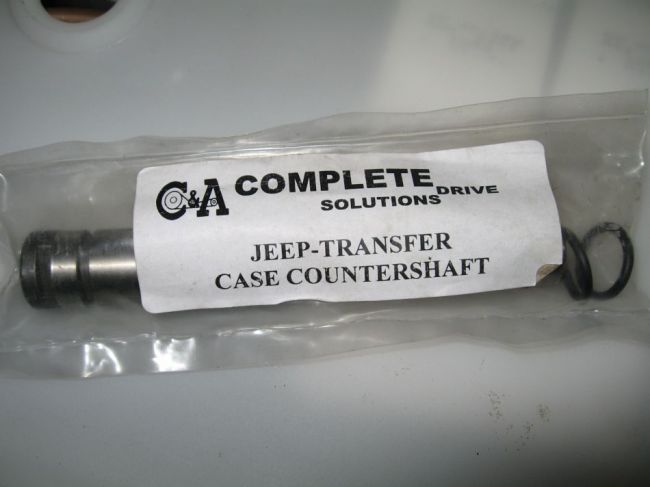 C&A COMPLETE DRIVE
SOLUTIONS
JEEP-TRANSFER
CASE COUNTERSHAFT